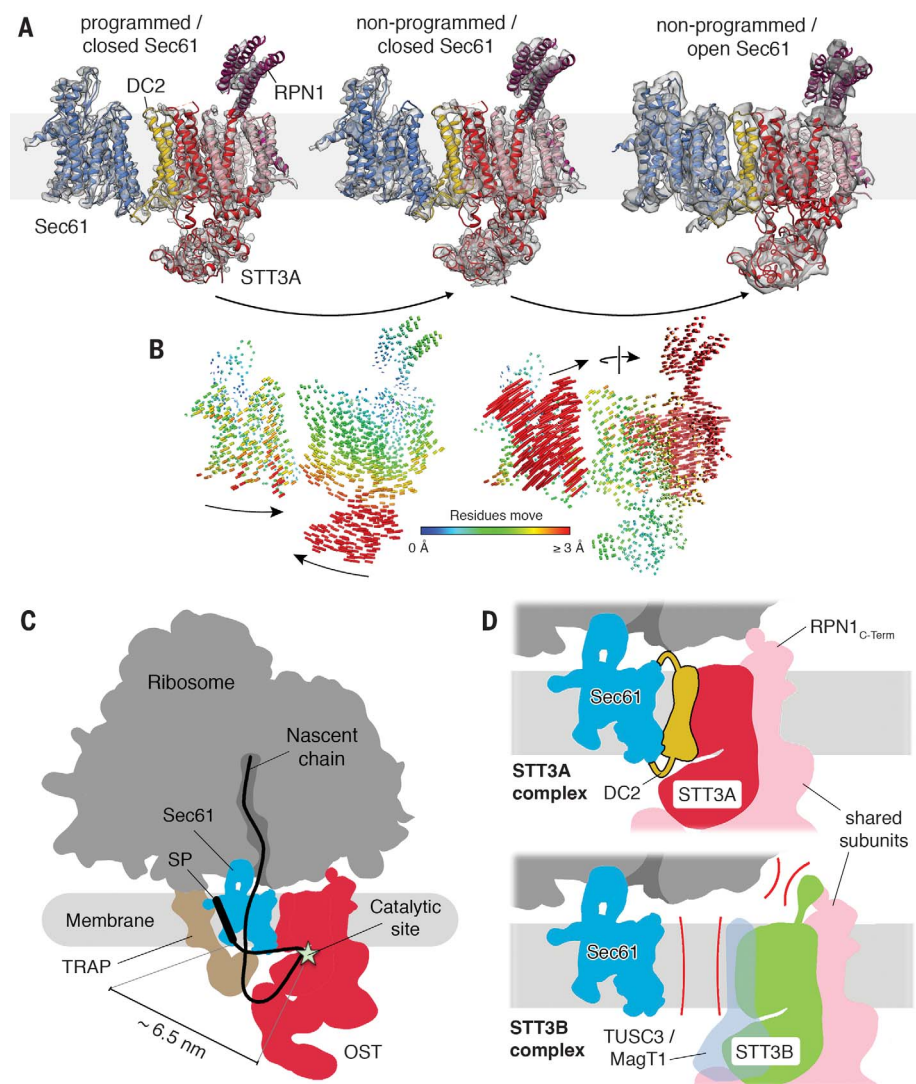 A
programmed /
closed Sec61
non-programmed /
closed Sec61
non-programmed /
open Sec61
DC2
RPN1
Sec61
STT3A
B
Residues move
0 Å
≥ 3 Å
C
Ribosome
Nascent
chain
Sec61
SP
Membrane
Catalytic
site
TRAP
~ 6.5 nm
OST
D
RPN1C-Term
Sec61
STT3A
complex
DC2
STT3A
shared
subunits
Sec61
STT3B
complex
TUSC3 /
MagT1
STT3B